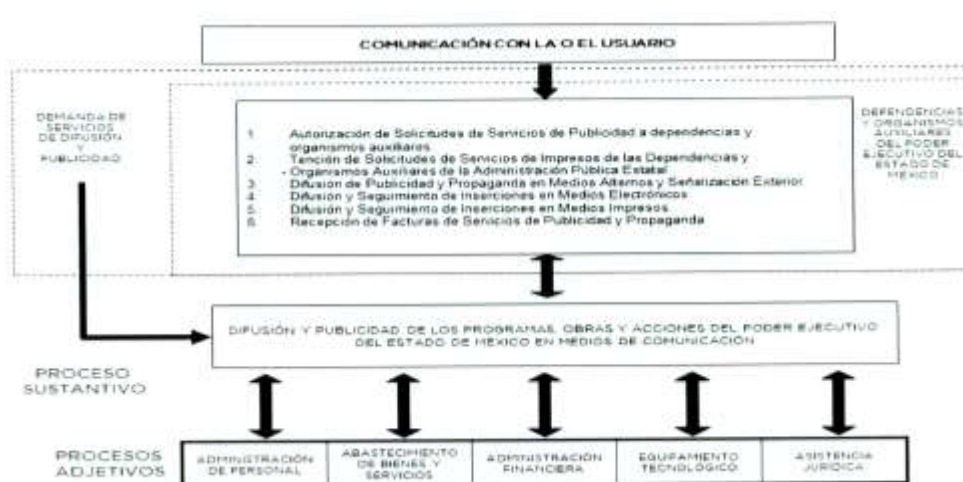 COMUNICACIÓN CON LA O EL USUARIO
DEMANDA DE
SERVICIOS
DE DIFUSIÓN
Y
PUBLICIDAD
1. Autorización de Solicitudes de Servicios de Publicidad a dependencias y
organismos auxiliares
2. Tención de Solicitudes de Servicios de Impresos de las Dependencias y
- Organismos Auxiliares de la Administración Pública Estatal
3. Difusión de Publicidad y Propaganda en Medios Alternos y Señalización Exterior
4. Difusión y Seguimiento de Inserciones en Medios Electrónicos
5. Difusión y Seguimiento de Inserciones en Medios Impresos
6. Recepción de Facturas de Servicios de Publicidad y Propaganda
DEPENDENCIAS
Y ORGANISMOS
AUXILIARES
DEL PODER
EJECUTIVO DEL
ESTADO DE
MÉXICO
DIFUSIÓN Y PUBLICIDAD DE LOS PROGRAMAS, OBRAS Y ACCIONES DEL PODER EJECUTIVO
DEL ESTADO DE MÉXICO EN MEDIOS DE COMUNICACIÓN
PROCESO
SUSTANTIVO
PROCESOS
ADJETIVOS
ADMINISTRACIÓN
DE PERSONAL
ABASTECIMIENTO
DE BIENES Y
SERVICIOS
ADMINISTRACIÓN
FINANCIERA
EQUIPAMIENTO
TECNOLÓGICO
ASISTENCIA
JURÍDICA